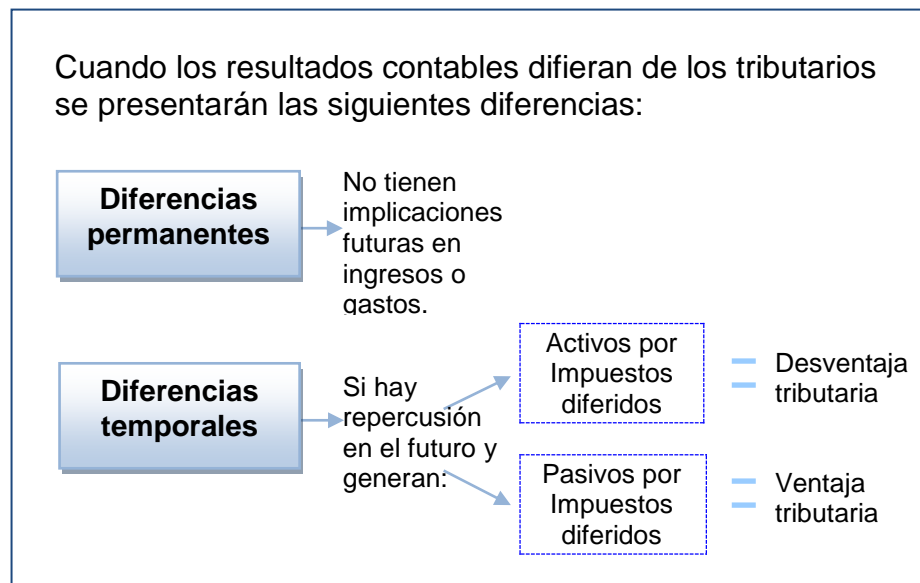 Cuando los resultados contables difieran de los tributarios
se presentarán las siguientes diferencias:
Diferencias
permanentes
No tienen
implicaciones
futuras en
ingresos o
gastos.
Diferencias
temporales
Si hay
repercusión
en el futuro y
generan:
Activos por
Impuestos
diferidos
Desventaja
tributaria
Pasivos por
Impuestos
diferidos
Ventaja
tributaria